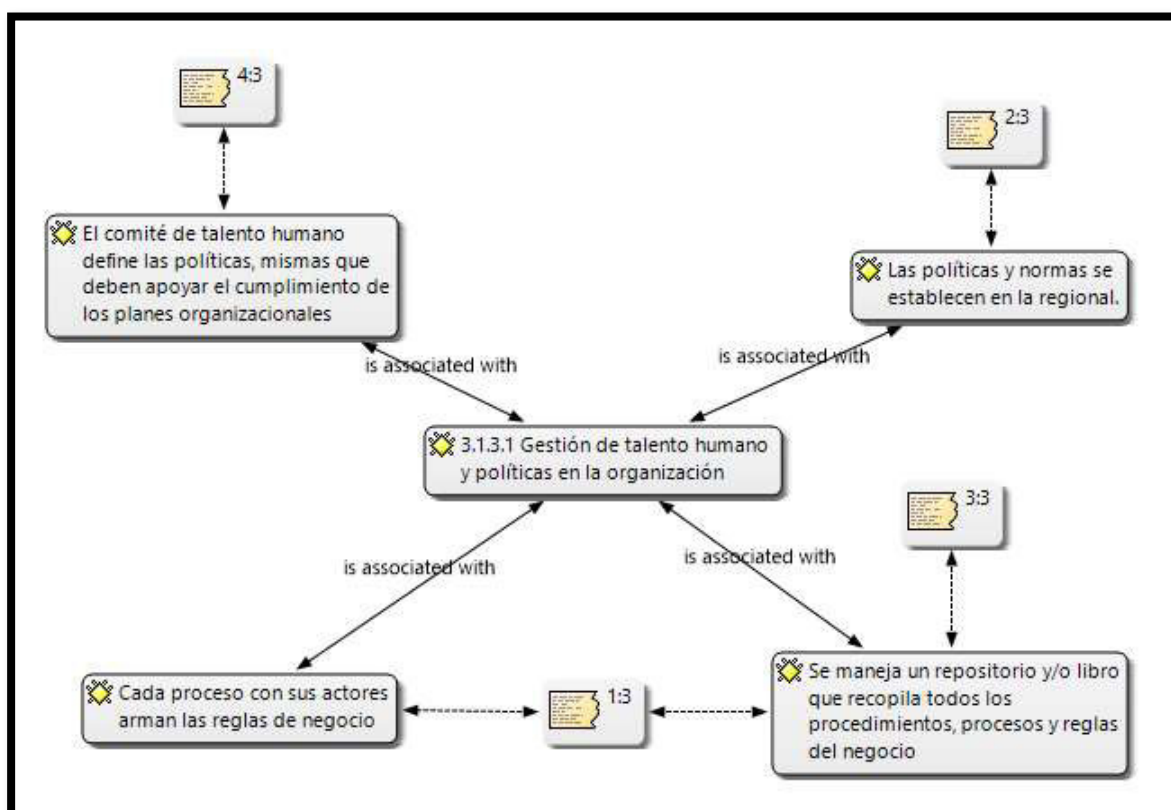 4:3
2:3
El comité de talento humano
define las políticas, mismas que
deben apoyar el cumplimiento de
los planes organizacionales
Las políticas y normas se
establecen en la regional.
is associated with
is associated with
3.1.3.1 Gestión de talento humano
y políticas en la organización
3:3
is associated with
is associated with
Cada proceso con sus actores
arman las reglas de negocio
1:3
Se maneja un repositorio y/o libro
que recopila todos los
procedimientos, procesos y reglas
del negocio